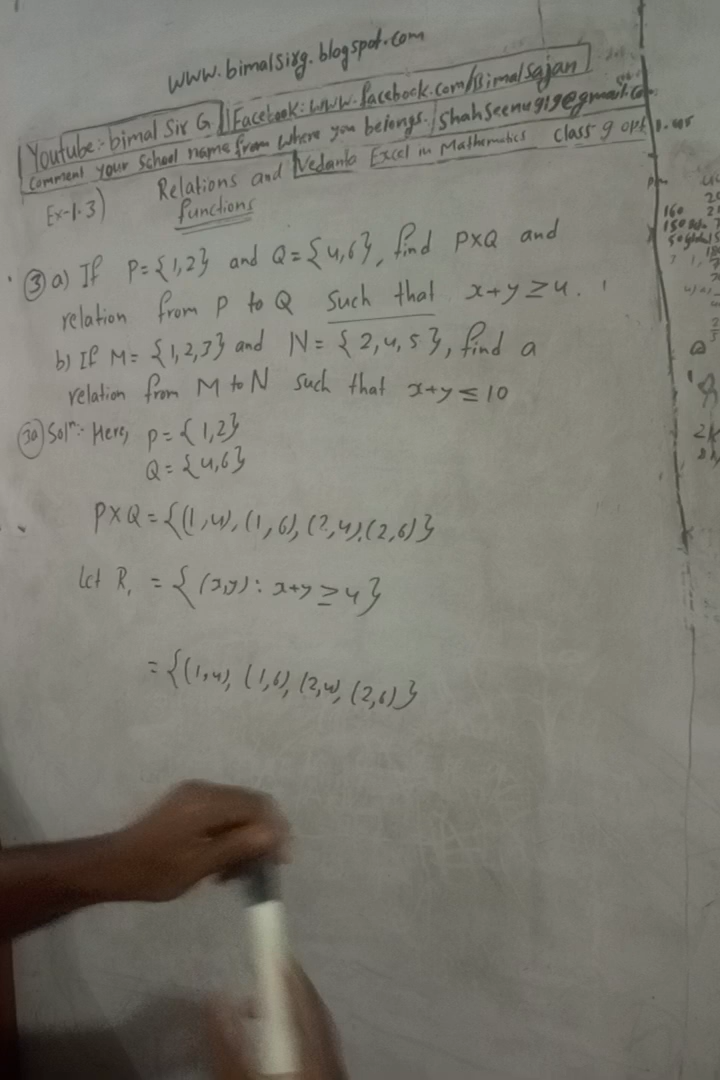 www.bimalsirg.blogspot.com
Youtube:- bimal Sir G. Facebook: www.facebook.com/Bimalsajan
Comment your school name from where you belongs. shahseenu919@gmail.com
Ex-1.3) Relations and Vedanta Excel in Mathematics class 9 opt
functions
③ a) If P= {1,2} and Q= {4,6}, find P×Q and
relation from P to Q such that x+y ≥ 4.
b) If M= {1,2,3} and N= {2,4,5}, find a
relation from M to N such that x+y ≤ 10
3a Solⁿ:- Here, P= {1,2}
Q= {4,6}
P×Q = {(1,4), (1,6), (2,4), (2,6)}
Let R₁ = {(x,y): x+y ≥ 4}
= {(1,4), (1,6), (2,4), (2,6)}
160
150